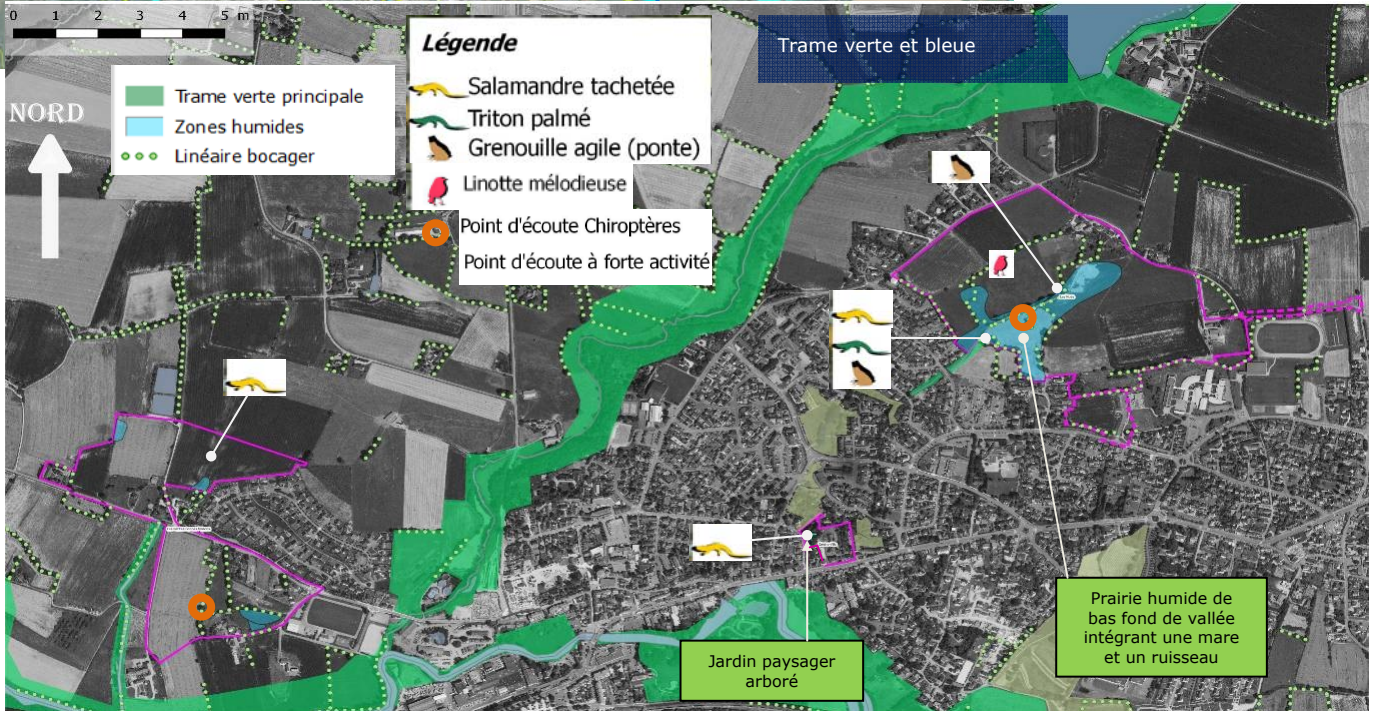 0 1 2 3 4 5 m
Légende
Salamandre tachetée
Triton palmé
Grenouille agile (ponte)
Linotte mélodieuse
Point d'écoute Chiroptères
Point d'écoute à forte activité
Trame verte et bleue
Trame verte principale
Zones humides
Linéaire bocager
NORD
Jardin paysager
arboré
Prairie humide de
bas fond de vallée
intégrant une mare
et un ruisseau